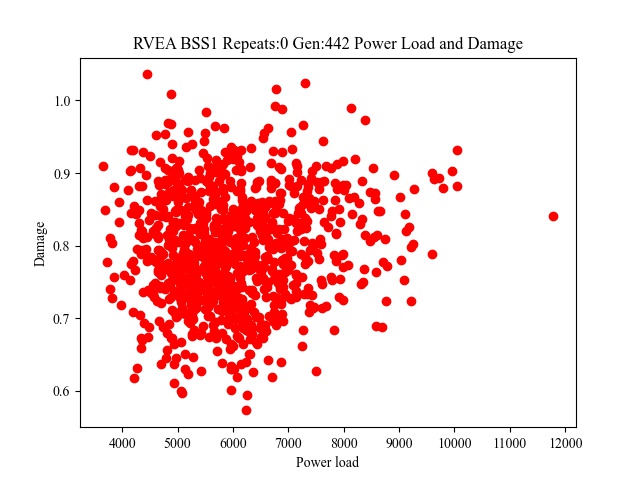 RVEA BSS1 Repeats:0 Gen:442 Power Load and Damage
1.0
0.9
0.8
0.7
0.6
Damage
4000 5000 6000 7000 8000 9000 10000 11000 12000
Power load